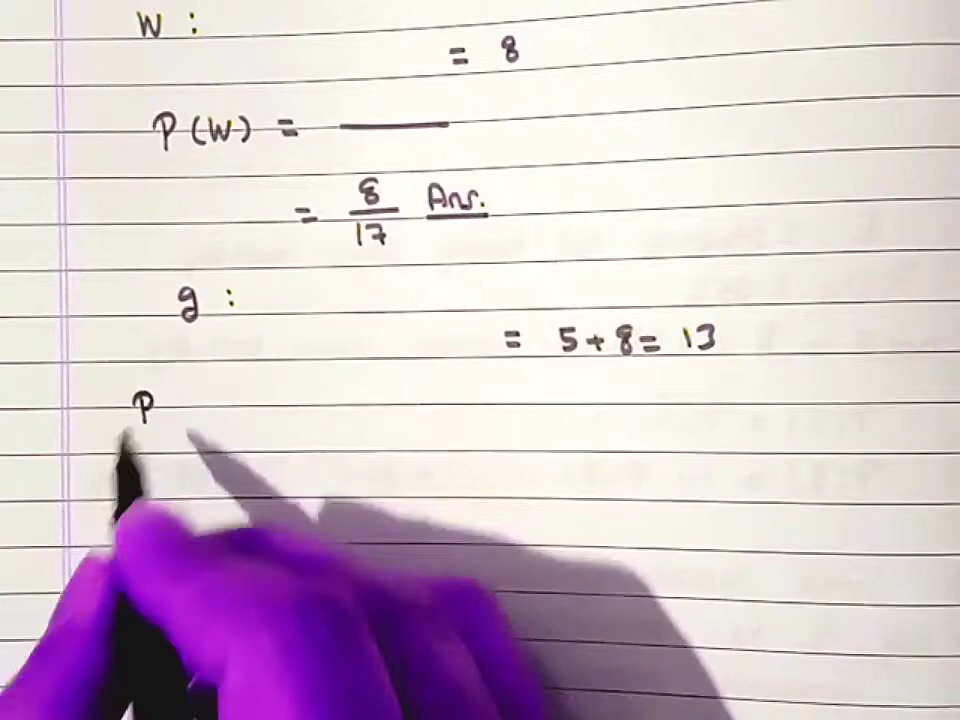 W :
= 8
P(W) =
= 8/17 Ans.
g :
= 5+8= 13
P